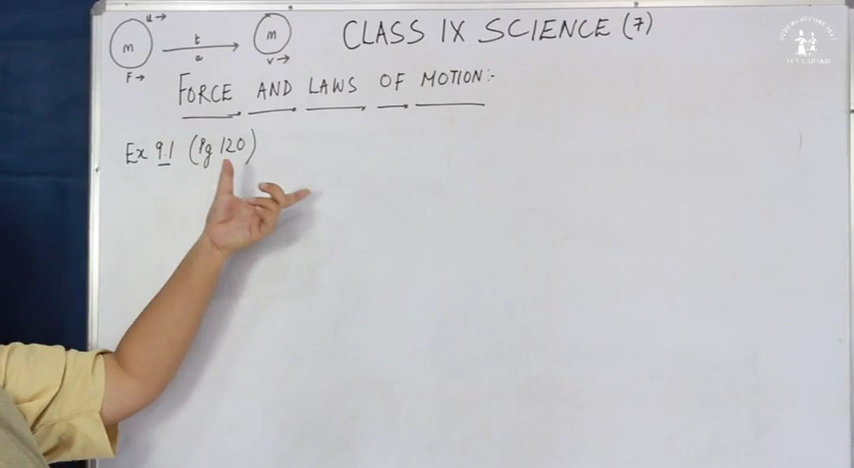 CLASS IX SCIENCE (7)
u →
m
t
a
m
F →
v →
FORCE AND LAWS OF MOTION:-
Ex 9.1 (Pg 120)